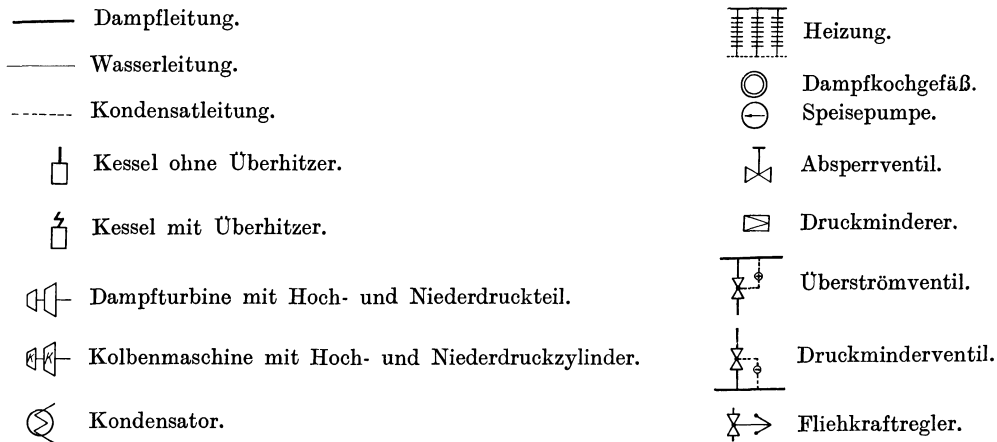 Dampfleitung.
Wasserleitung.
Kondensatleitung.
Kessel ohne Überhitzer.
Kessel mit Überhitzer.
Dampfturbine mit Hoch- und Niederdruckteil.
K K Kolbenmaschine mit Hoch- und Niederdruckzylinder.
Kondensator.
Heizung.
Dampfkochgefäß.
Speisepumpe.
Absperrventil.
Druckminderer.
Überströmventil.
Druckminderventil.
Fliehkraftregler.